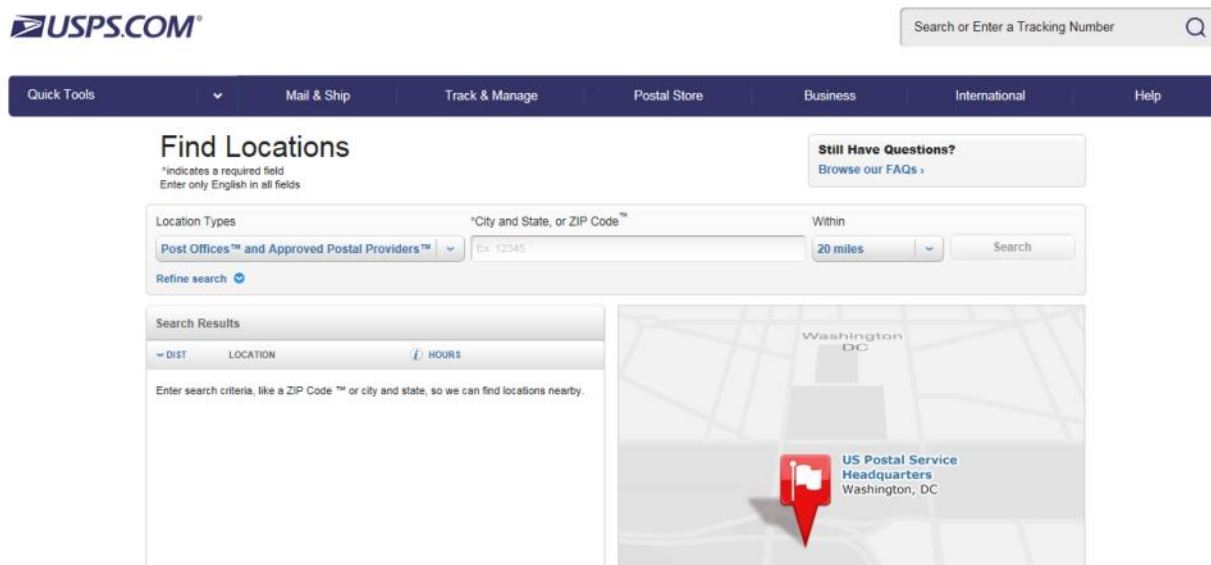 USPS.COM®
Search or Enter a Tracking Number
Quick Tools Mail & Ship Track & Manage Postal Store Business International Help
Find Locations
*indicates a required field
Enter only English in all fields
Still Have Questions?
Browse our FAQs ›
Location Types *City and State, or ZIP Code™ Within
Post Offices™ and Approved Postal Providers™ Ex. 12345 20 miles Search
Refine search
Search Results
DIST LOCATION i HOURS
Enter search criteria, like a ZIP Code ™ or city and state, so we can find locations nearby.
Washington
DC
US Postal Service
Headquarters
Washington, DC